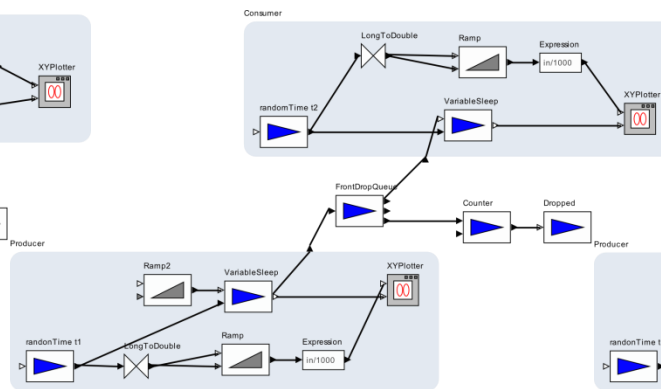 Consumer
LongToDouble
Ramp
Expression
in/1000
XYPlotter
XYPlotter
randomTime t2
VariableSleep
FrontDropQueue
Counter
Dropped
Producer
Producer
Ramp2
VariableSleep
XYPlotter
randonTime t1
LongToDouble
Ramp
Expression
in/1000
randonTime t